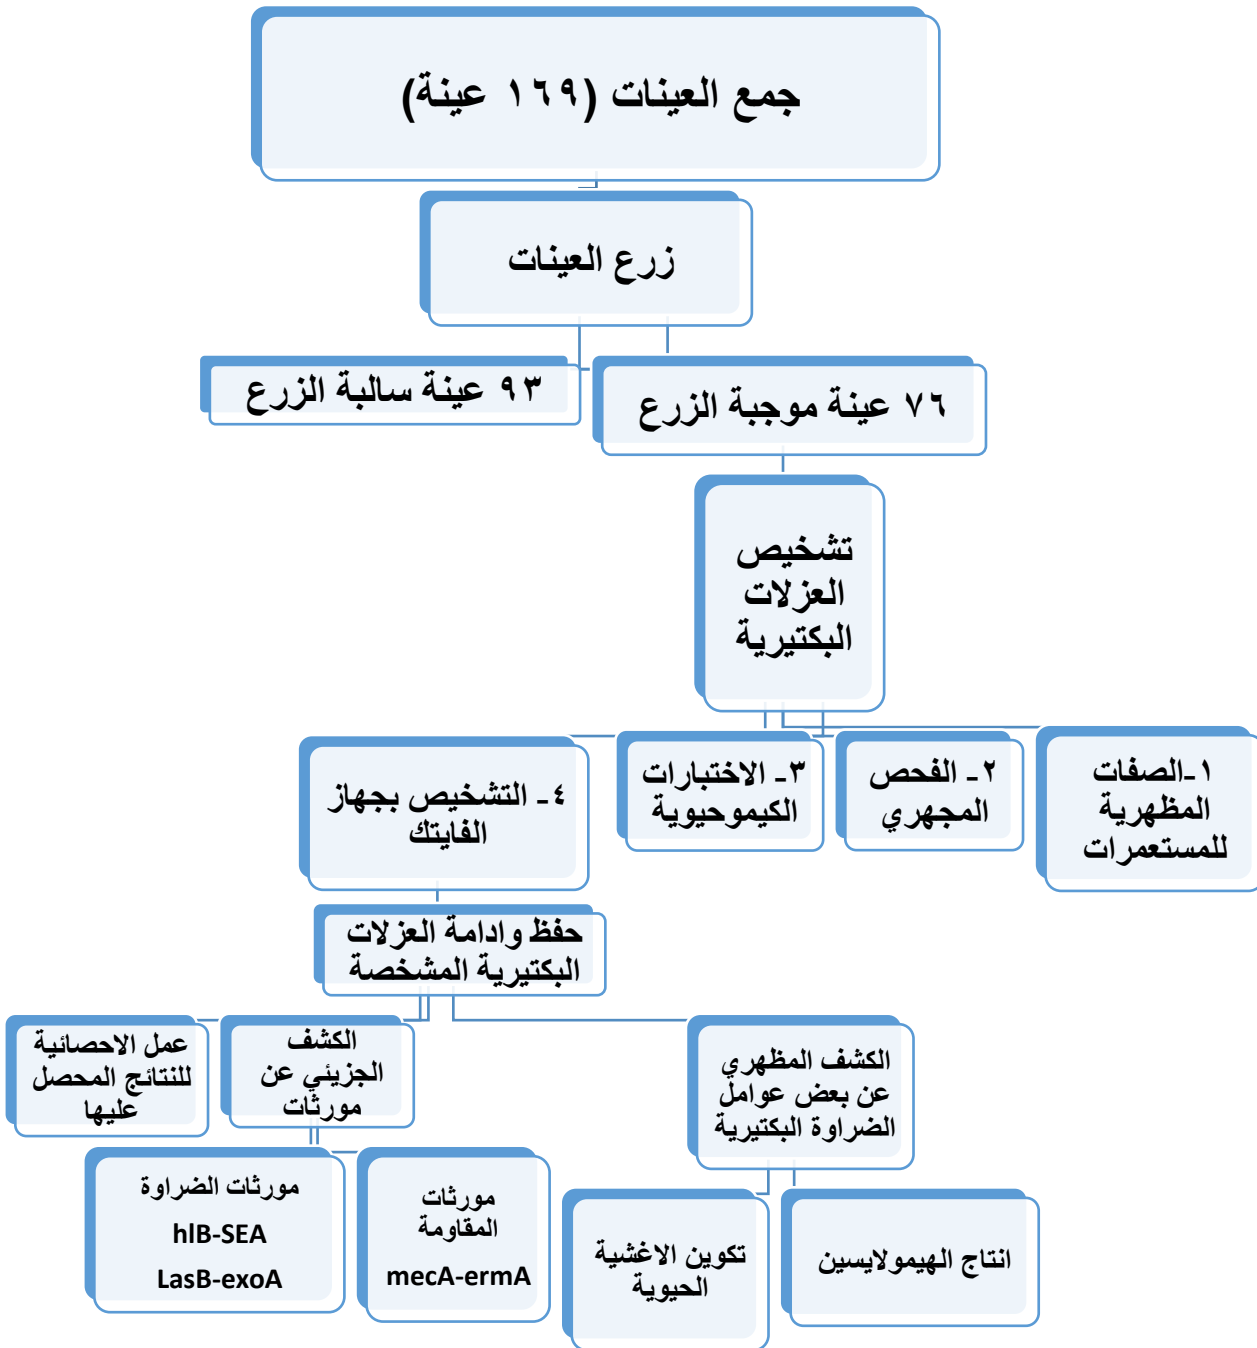 جمع العينات (١٦٩ عينة)
زرع العينات
٧٦ عينة موجبة الزرع
٩٣ عينة سالبة الزرع
تشخيص
العزلات
البكتيرية
١-الصفات
المظهرية
للمستعمرات
٢- الفحص
المجهري
٣- الاختبارات
الكيموحيوية
٤- التشخيص بجهاز
الفايتك
حفظ وادامة العزلات
البكتيرية المشخصة
الكشف المظهري
عن بعض عوامل
الضراوة البكتيرية
الكشف
الجزيئي عن
مورثات
عمل الاحصائية
للنتائج المحصل
عليها
انتاج الهيمولايسين
تكوين الاغشية
الحيوية
مورثات
المقاومة
mecA-ermA
مورثات الضراوة
hlB-SEA
LasB-exoA